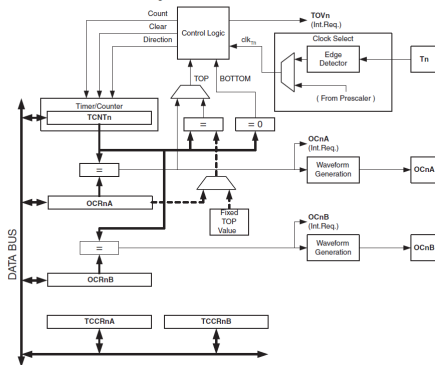 Count
Clear
Direction
Control Logic
TOVn
(Int.Req.)
clkTn
Clock Select
Edge
Detector
Tn
( From Prescaler )
TOP
BOTTOM
Timer/Counter
TCNTn
=
= 0
=
OCnA
(Int.Req.)
Waveform
Generation
OCnA
OCRnA
Fixed
TOP
Value
OCnB
(Int.Req.)
=
Waveform
Generation
OCnB
OCRnB
DATA BUS
TCCRnA
TCCRnB